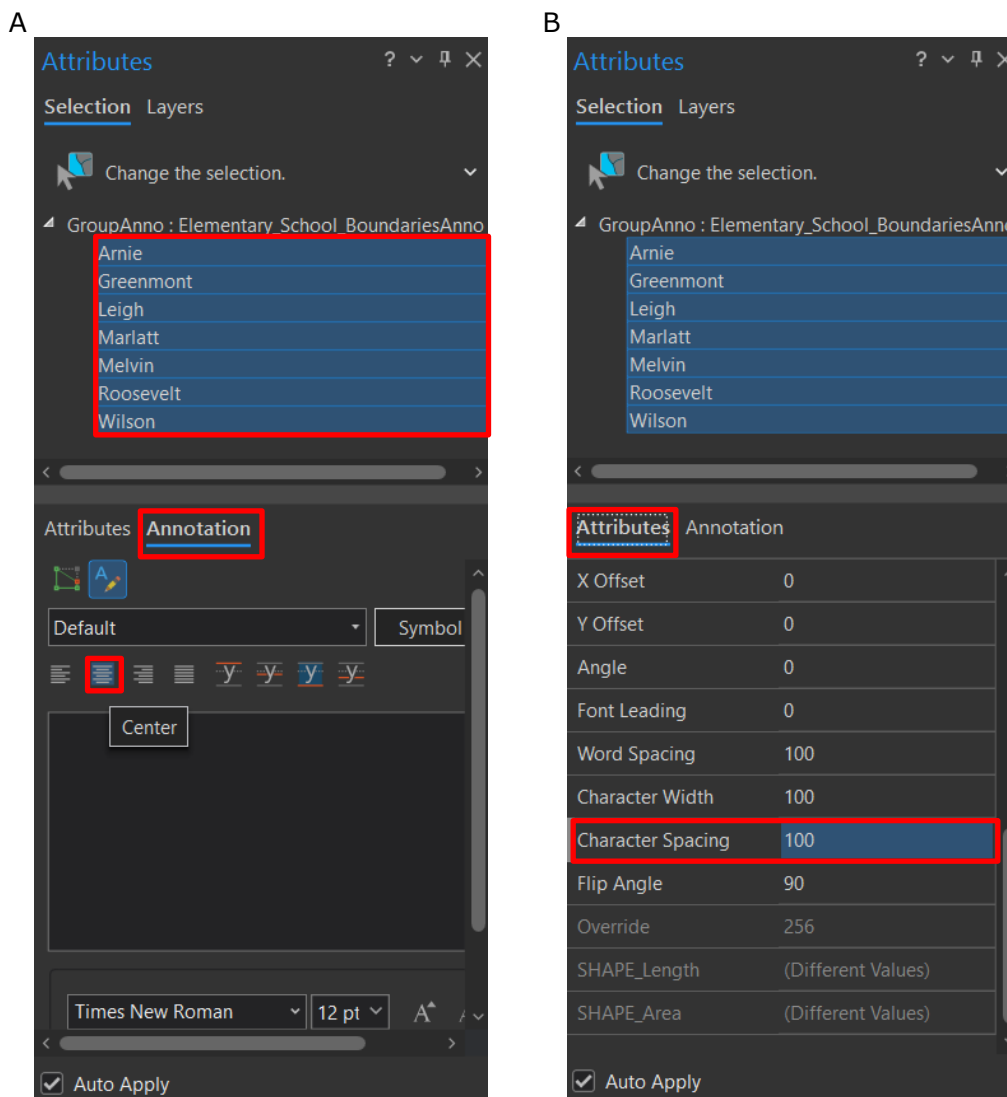 A
Attributes ?
Selection Layers
Change the selection.
GroupAnno : Elementary_School_BoundariesAnno
Arnie
Greenmont
Leigh
Marlatt
Melvin
Roosevelt
Wilson
Attributes Annotation
A
Default Symbol
y y y y
Center
Times New Roman 12 pt A
Auto Apply
B
Attributes ?
Selection Layers
Change the selection.
GroupAnno : Elementary_School_BoundariesAnno
Arnie
Greenmont
Leigh
Marlatt
Melvin
Roosevelt
Wilson
Attributes Annotation
X Offset 0
Y Offset 0
Angle 0
Font Leading 0
Word Spacing 100
Character Width 100
Character Spacing 100
Flip Angle 90
Override 256
SHAPE_Length (Different Values)
SHAPE_Area (Different Values)
Auto Apply